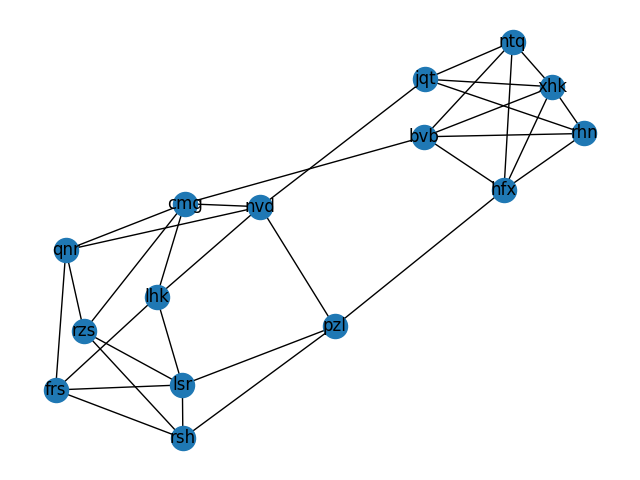 ntq
jqt
xhk
rhn
bvb
hfx
cmg
nvd
qnr
lhk
pzl
rzs
lsr
frs
rsh